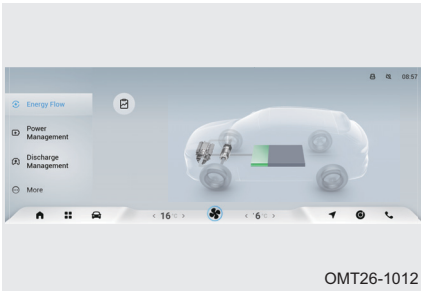 08:57
Energy Flow
Power
Management
Discharge
Management
More
‹ 16 °C › ‹ 6 °C ›
OMT26-1012